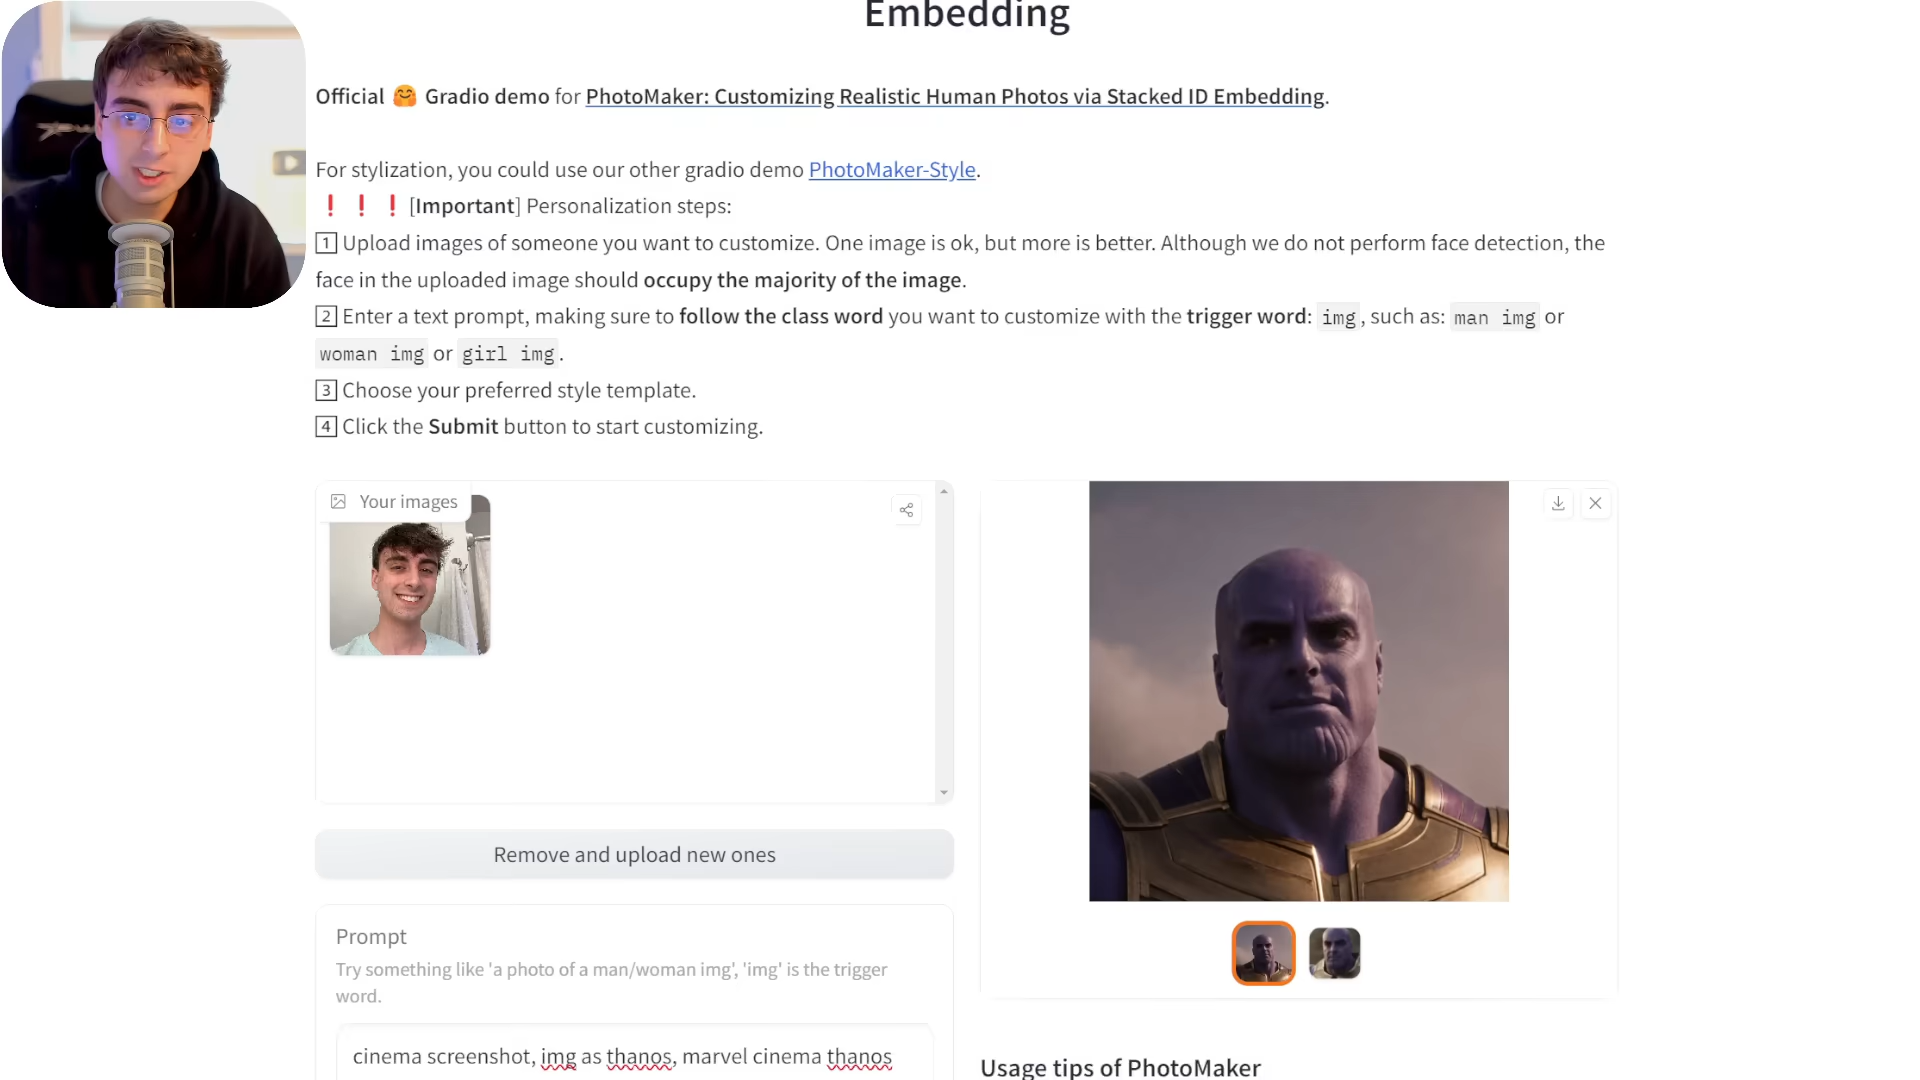 Embedding
Official 🤗 Gradio demo for PhotoMaker: Customizing Realistic Human Photos via Stacked ID Embedding.
For stylization, you could use our other gradio demo PhotoMaker-Style.
❗❗❗[Important] Personalization steps:
1️⃣ Upload images of someone you want to customize. One image is ok, but more is better. Although we do not perform face detection, the
face in the uploaded image should occupy the majority of the image.
2️⃣ Enter a text prompt, making sure to follow the class word you want to customize with the trigger word: img, such as: man img or
woman img or girl img.
3️⃣ Choose your preferred style template.
4️⃣ Click the Submit button to start customizing.
Your images
Remove and upload new ones
Prompt
Try something like 'a photo of a man/woman img', 'img' is the trigger
word.
cinema screenshot, img as thanos, marvel cinema thanos
Usage tips of PhotoMaker